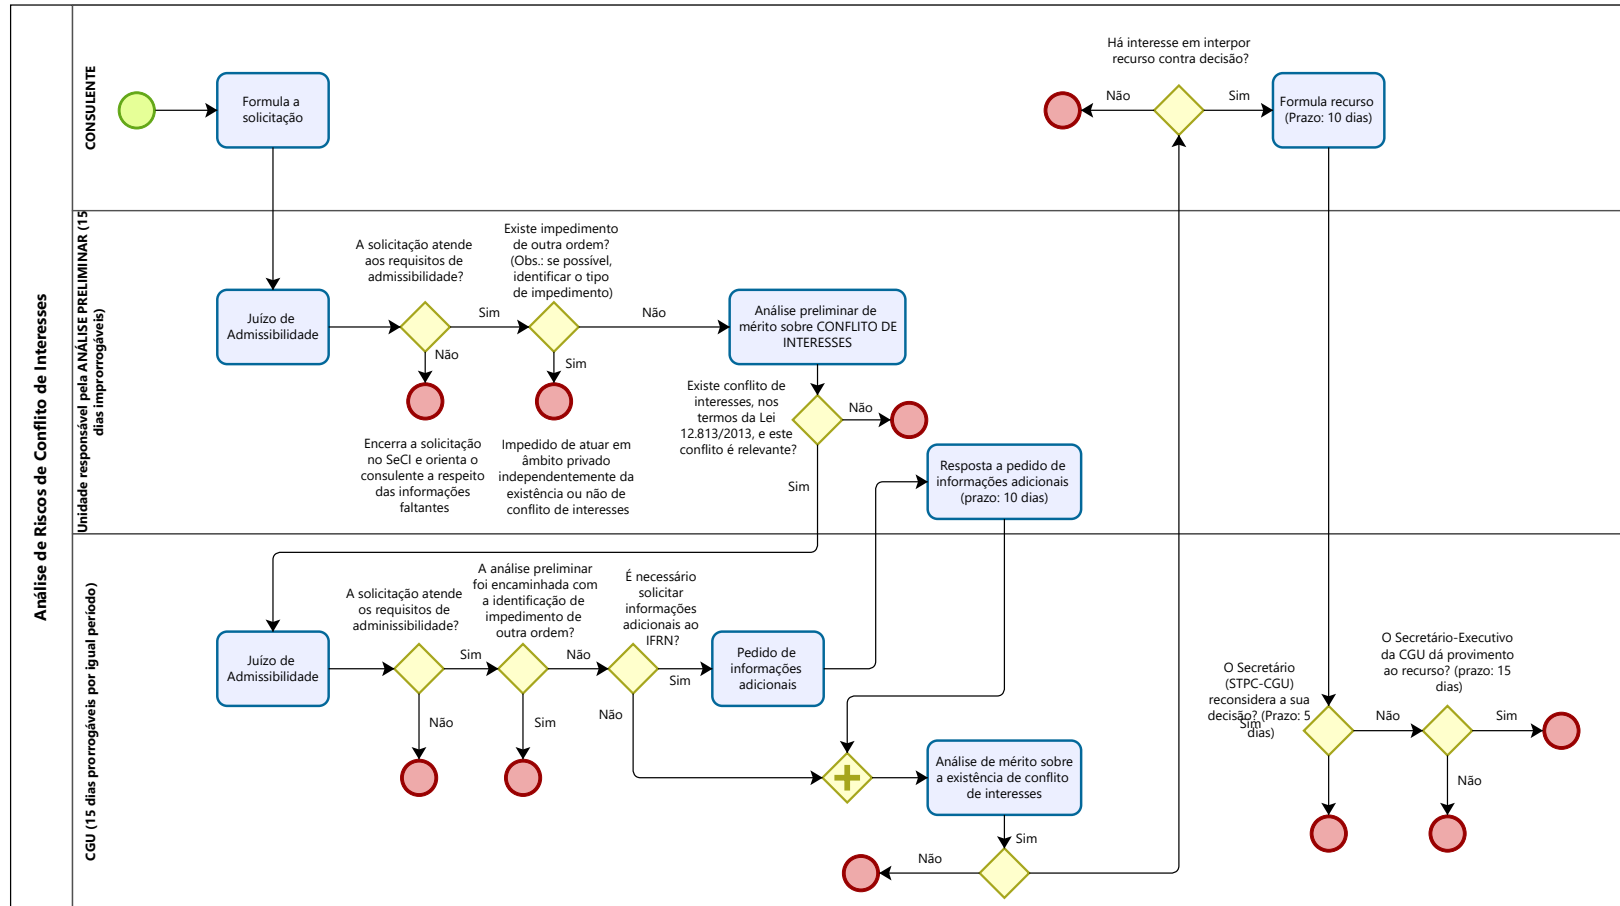 Análise de Riscos de Conflito de Interesses
CONSULENTE
Formula a
solicitação
Há interesse em interpor
recurso contra decisão?
Não
Sim
Formula recurso
(Prazo: 10 dias)
Unidade responsável pela ANÁLISE PRELIMINAR (15
dias improrrogáveis)
Juízo de
Admissibilidade
A solicitação atende
aos requisitos de
admissibilidade?
Sim
Não
Encerra a solicitação
no SeCI e orienta o
consulente a respeito
das informações
faltantes
Existe impedimento
de outra ordem?
(Obs.: se possível,
identificar o tipo
de impedimento)
Não
Sim
Impedido de atuar em
âmbito privado
independentemente da
existência ou não de
conflito de interesses
Análise preliminar de
mérito sobre CONFLITO DE
INTERESSES
Existe conflito de
interesses, nos
termos da Lei
12.813/2013, e este
conflito é relevante?
Não
Sim
Resposta a pedido de
informações adicionais
(prazo: 10 dias)
CGU (15 dias prorrogáveis por igual período)
Juízo de
Admissibilidade
A solicitação atende
os requisitos de
adminissibilidade?
Sim
Não
A análise preliminar
foi encaminhada com
a identificação de
impedimento de
outra ordem?
Não
Sim
É necessário
solicitar
informações
adicionais ao
IFRN?
Sim
Não
Pedido de
informações
adicionais
Análise de mérito sobre
a existência de conflito
de interesses
Sim
Não
O Secretário
(STPC-CGU)
reconsidera a sua
decisão? (Prazo: 5
dias)
Sim
Não
O Secretário-Executivo
da CGU dá provimento
ao recurso? (prazo: 15
dias)
Sim
Não